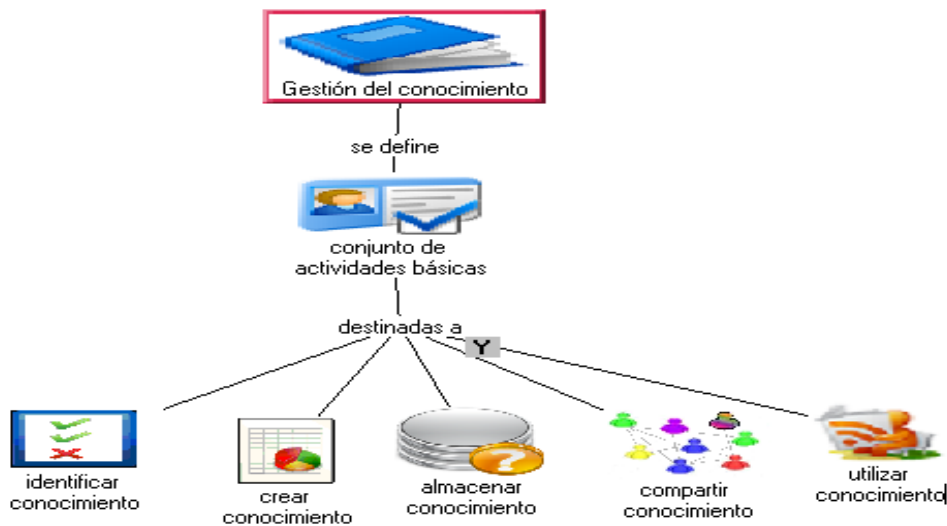 Gestión del conocimiento
se define
conjunto de
actividades básicas
destinadas a
Y
identificar
conocimiento
crear
conocimiento
almacenar
conocimiento
compartir
conocimiento
utilizar
conocimiento